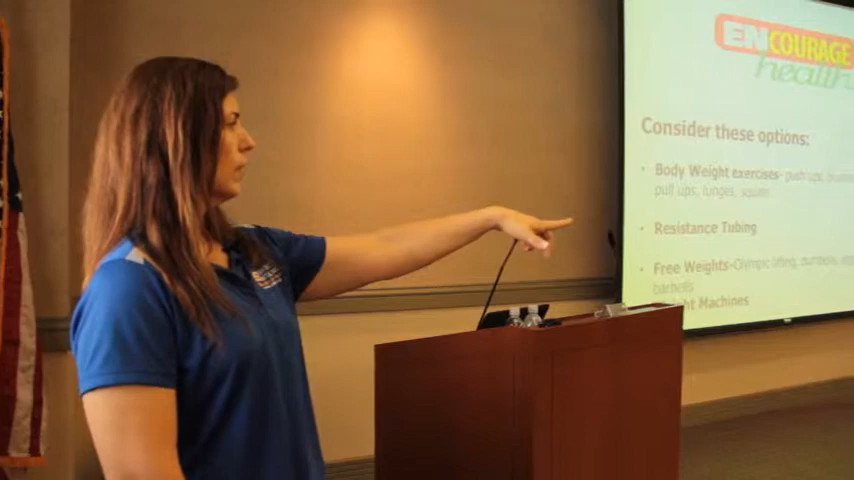 ENCOURAGE
health
Consider these options:
Body Weight exercises- push ups,
pull ups, lunges, squats
Resistance Tubing
Free Weights-Olympic lifting, dumbells,
barbells
Machines